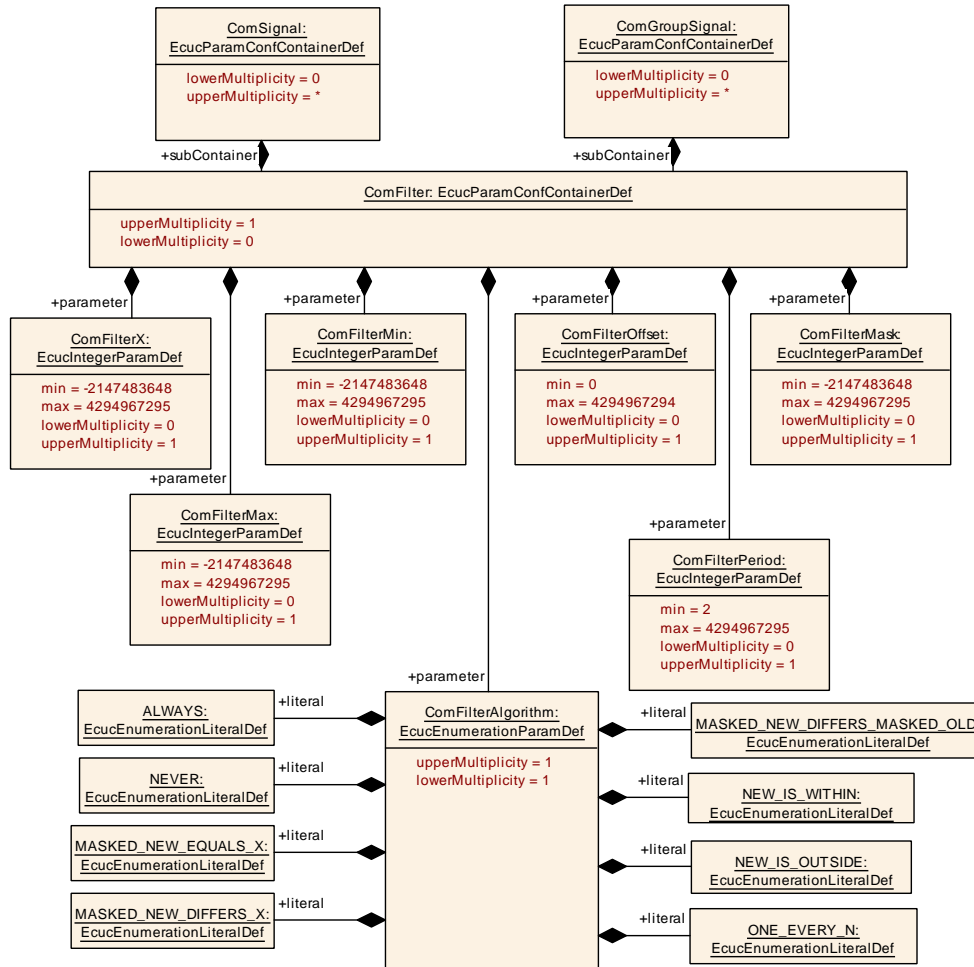 ComSignal:
EcucParamConfContainerDef
lowerMultiplicity = 0
upperMultiplicity = *
ComGroupSignal:
EcucParamConfContainerDef
lowerMultiplicity = 0
upperMultiplicity = *
+subContainer
+subContainer
ComFilter: EcucParamConfContainerDef
upperMultiplicity = 1
lowerMultiplicity = 0
+parameter
+parameter
+parameter
+parameter
ComFilterX:
EcucIntegerParamDef
min = -2147483648
max = 4294967295
lowerMultiplicity = 0
upperMultiplicity = 1
ComFilterMin:
EcucIntegerParamDef
min = -2147483648
max = 4294967295
lowerMultiplicity = 0
upperMultiplicity = 1
ComFilterOffset:
EcucIntegerParamDef
min = 0
max = 4294967294
lowerMultiplicity = 0
upperMultiplicity = 1
ComFilterMask:
EcucIntegerParamDef
min = -2147483648
max = 4294967295
lowerMultiplicity = 0
upperMultiplicity = 1
+parameter
ComFilterMax:
EcucIntegerParamDef
min = -2147483648
max = 4294967295
lowerMultiplicity = 0
upperMultiplicity = 1
+parameter
ComFilterPeriod:
EcucIntegerParamDef
min = 2
max = 4294967295
lowerMultiplicity = 0
upperMultiplicity = 1
+parameter
ComFilterAlgorithm:
EcucEnumerationParamDef
upperMultiplicity = 1
lowerMultiplicity = 1
+literal
ALWAYS:
EcucEnumerationLiteralDef
+literal
NEVER:
EcucEnumerationLiteralDef
+literal
MASKED_NEW_EQUALS_X:
EcucEnumerationLiteralDef
+literal
MASKED_NEW_DIFFERS_X:
EcucEnumerationLiteralDef
+literal
MASKED_NEW_DIFFERS_MASKED_OLD
EcucEnumerationLiteralDef
+literal
NEW_IS_WITHIN:
EcucEnumerationLiteralDef
+literal
NEW_IS_OUTSIDE:
EcucEnumerationLiteralDef
+literal
ONE_EVERY_N:
EcucEnumerationLiteralDef